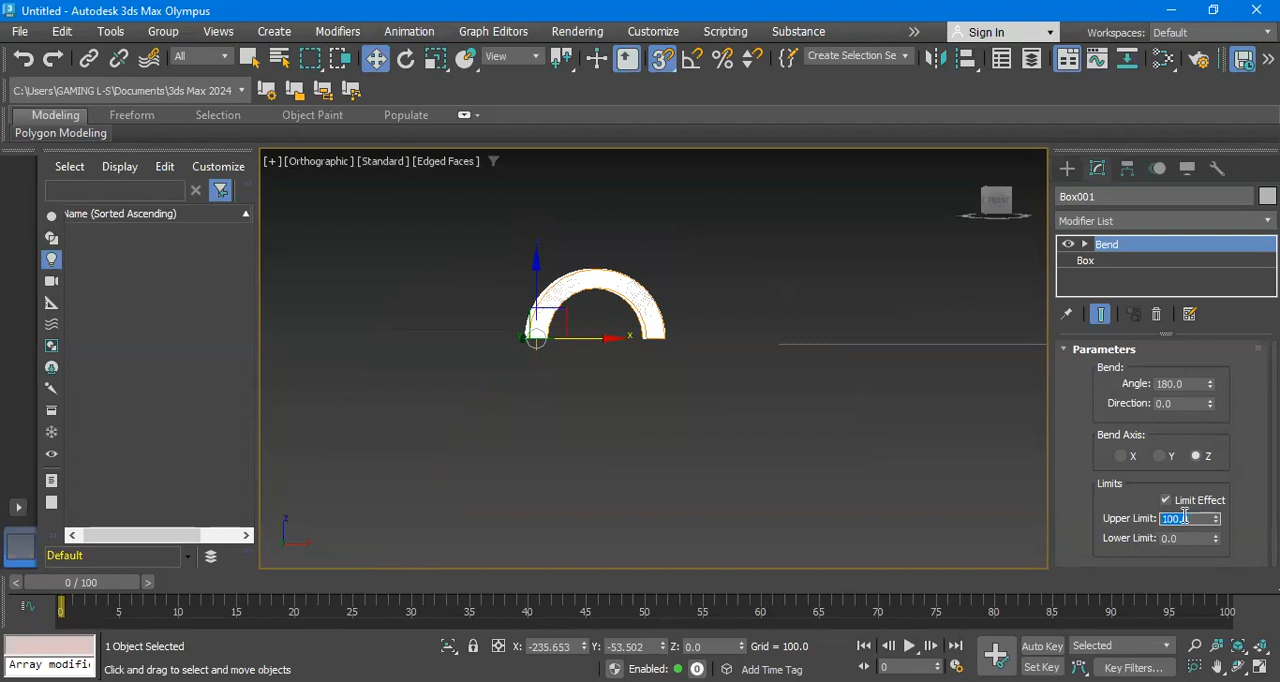 Untitled - Autodesk 3ds Max Olympus
File Edit Tools Group Views Create Modifiers Animation Graph Editors Rendering Customize Scripting Substance Sign In Workspaces: Default
All View Create Selection Se
C:\Users\GAMING L-S\Documents\3ds Max 2024
Modeling Freeform Selection Object Paint Populate
Polygon Modeling
Select Display Edit Customize
Name (Sorted Ascending)
[+] [Orthographic ] [Standard ] [Edged Faces ]
FRONT
x
z
Box001
Modifier List
Bend
Box
Parameters
Bend:
Angle: 180.0
Direction: 0.0
Bend Axis:
X Y Z
Limits
Limit Effect
Upper Limit: 100.
Lower Limit: 0.0
Default
0 / 100
0 5 10 15 20 25 30 35 40 45 50 55 60 65 70 75 80 85 90 95 100
1 Object Selected X: -235.653 Y: -53.502 Z: 0.0 Grid = 100.0 Auto Key Selected
Array modifi Click and drag to select and move objects Enabled: 0 Add Time Tag 0 Set Key Key Filters...